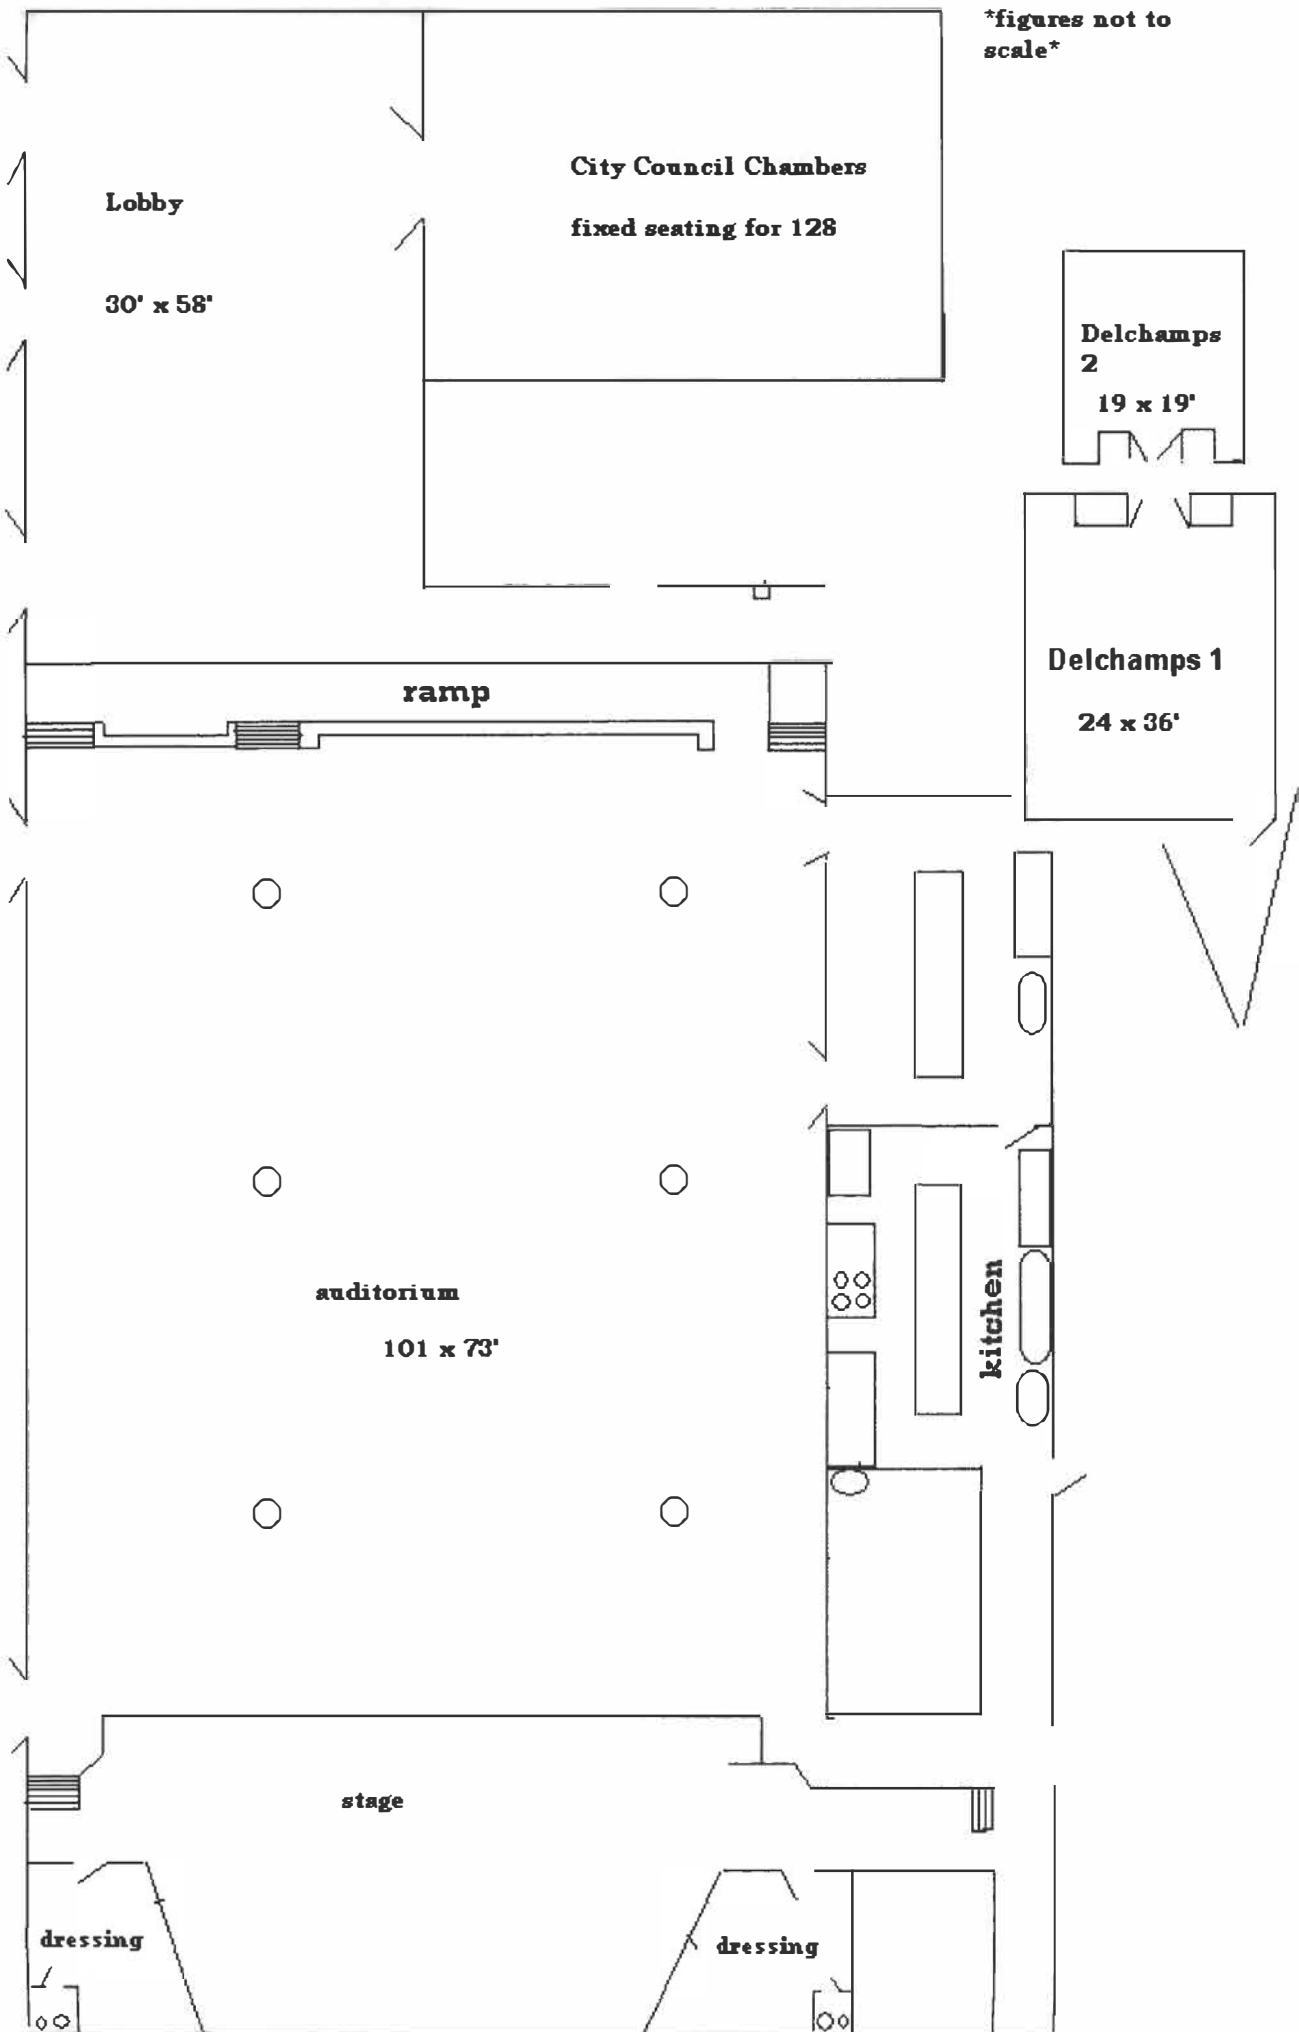 *figures not to
scale*
City Council Chambers
fixed seating for 128
Lobby
30' x 58'
Delchamps
2
19 x 19'
Delchamps 1
24 x 36'
ramp
auditorium
101 x 73'
kitchen
stage
dressing
dressing